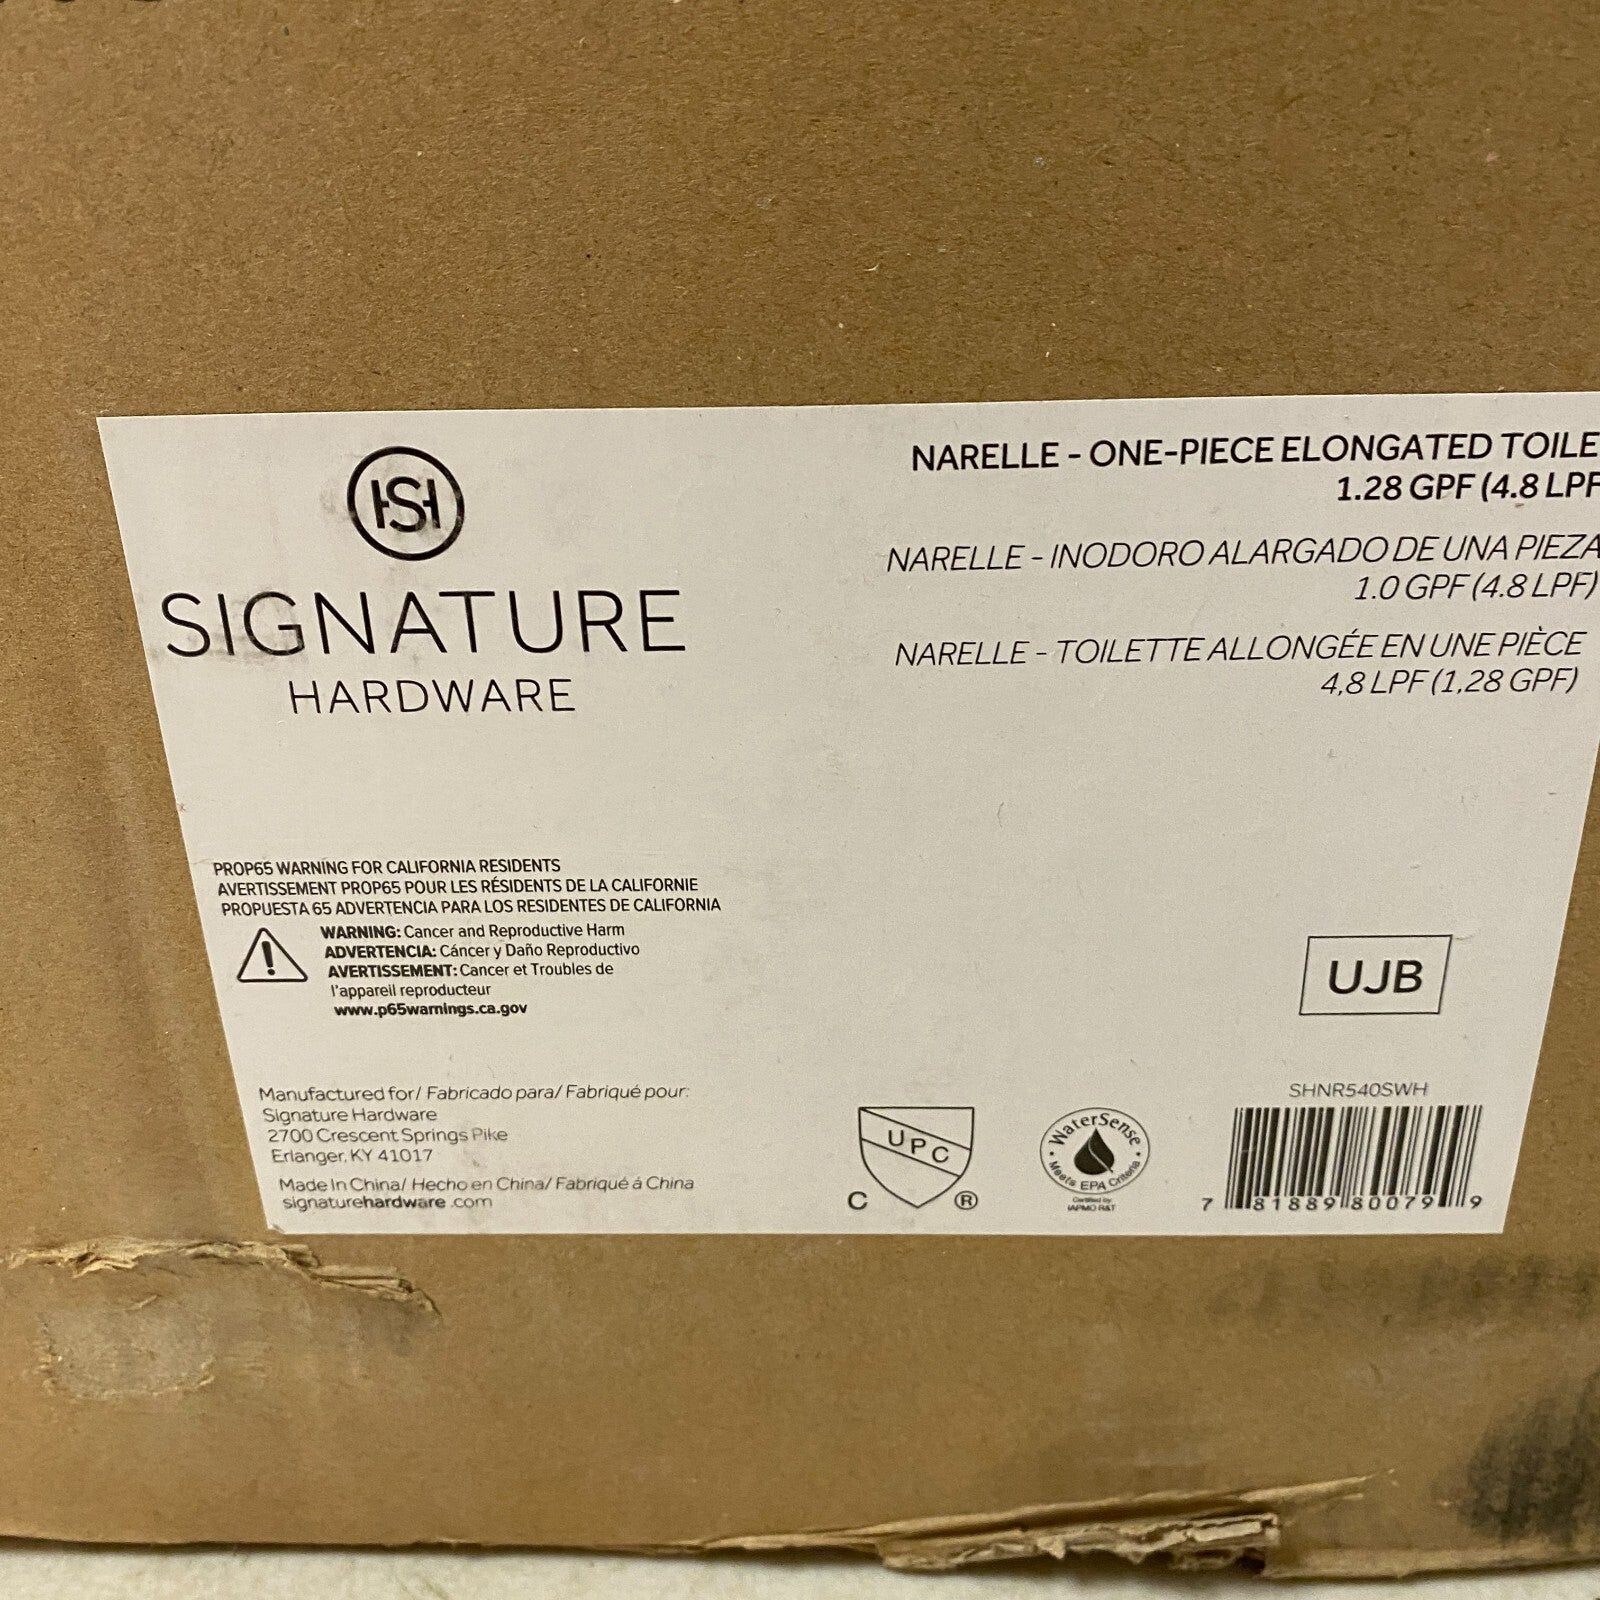 HS
SIGNATURE
HARDWARE
NARELLE - ONE-PIECE ELONGATED TOILE
1.28 GPF (4.8 LPF
NARELLE - INODORO ALARGADO DE UNA PIEZA
1.0 GPF (4.8 LPF)
NARELLE - TOILETTE ALLONGÉE EN UNE PIÈCE
4,8 LPF (1,28 GPF)
PROP65 WARNING FOR CALIFORNIA RESIDENTS
AVERTISSEMENT PROP65 POUR LES RÉSIDENTS DE LA CALIFORNIE
PROPUESTA 65 ADVERTENCIA PARA LOS RESIDENTES DE CALIFORNIA
WARNING: Cancer and Reproductive Harm
ADVERTENCIA: Cáncer y Daño Reproductivo
AVERTISSEMENT: Cancer et Troubles de
l'appareil reproducteur
www.p65warnings.ca.gov
UJB
Manufactured for/ Fabricado para/ Fabriqué pour:
Signature Hardware
2700 Crescent Springs Pike
Erlanger, KY 41017
Made In China/ Hecho en China/ Fabriqué á China
signaturehardware.com
UPC
C ®
WaterSense
Meets EPA Criteria
Certified by
IAPMO R&T
SHNR540SWH
7 81889 80079 9